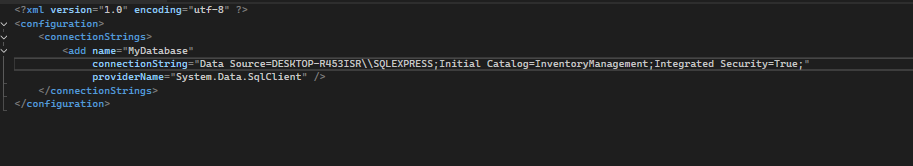 <?xml version="1.0" encoding="utf-8" ?>
<configuration>
<connectionStrings>
<add name="MyDatabase"
connectionString="Data Source=DESKTOP-R453ISR\\SQLEXPRESS;Initial Catalog=InventoryManagement;Integrated Security=True;"
providerName="System.Data.SqlClient" />
</connectionStrings>
</configuration>